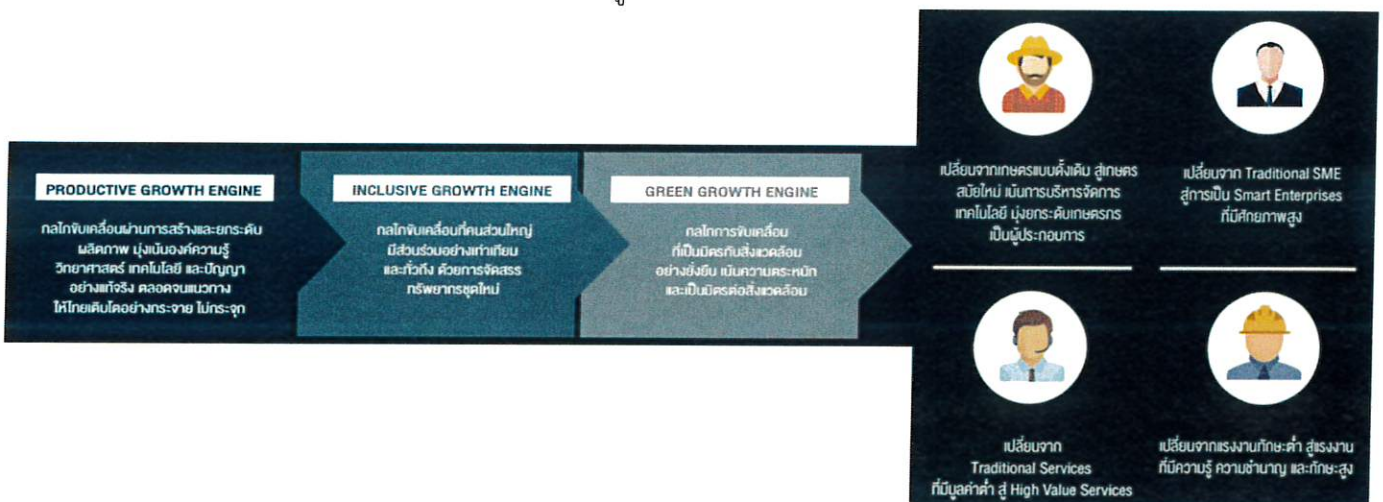 PRODUCTIVE GROWTH ENGINE
กลไกขับเคลื่อนผ่านการสร้างและยกระดับ
ผลิตภาพ มุ่งเน้นองค์ความรู้
วิทยาศาสตร์ เทคโนโลยี และปัญญา
อย่างแท้จริง ตลอดจนแนวทาง
ให้ไทยเติบโตอย่างกระจาย ไม่กระจุก
INCLUSIVE GROWTH ENGINE
กลไกขับเคลื่อนที่คนส่วนใหญ่
มีส่วนร่วมอย่างเท่าเทียม
และทั่วถึง ด้วยการจัดสรร
ทรัพยากรชุดใหม่
GREEN GROWTH ENGINE
กลไกการขับเคลื่อน
ที่เป็นมิตรกับสิ่งแวดล้อม
อย่างยั่งยืน เน้นความตระหนัก
และเป็นมิตรต่อสิ่งแวดล้อม
เปลี่ยนจากเกษตรแบบดั้งเดิม สู่เกษตร
สมัยใหม่ เน้นการบริหารจัดการ
เทคโนโลยี มุ่งยกระดับเกษตรกร
เป็นผู้ประกอบการ
เปลี่ยนจาก Traditional SME
สู่การเป็น Smart Enterprises
ที่มีศักยภาพสูง
เปลี่ยนจาก
Traditional Services
ที่มีมูลค่าต่ำ สู่ High Value Services
เปลี่ยนจากแรงงานทักษะต่ำ สู่แรงงาน
ที่มีความรู้ ความชำนาญ และทักษะสูง